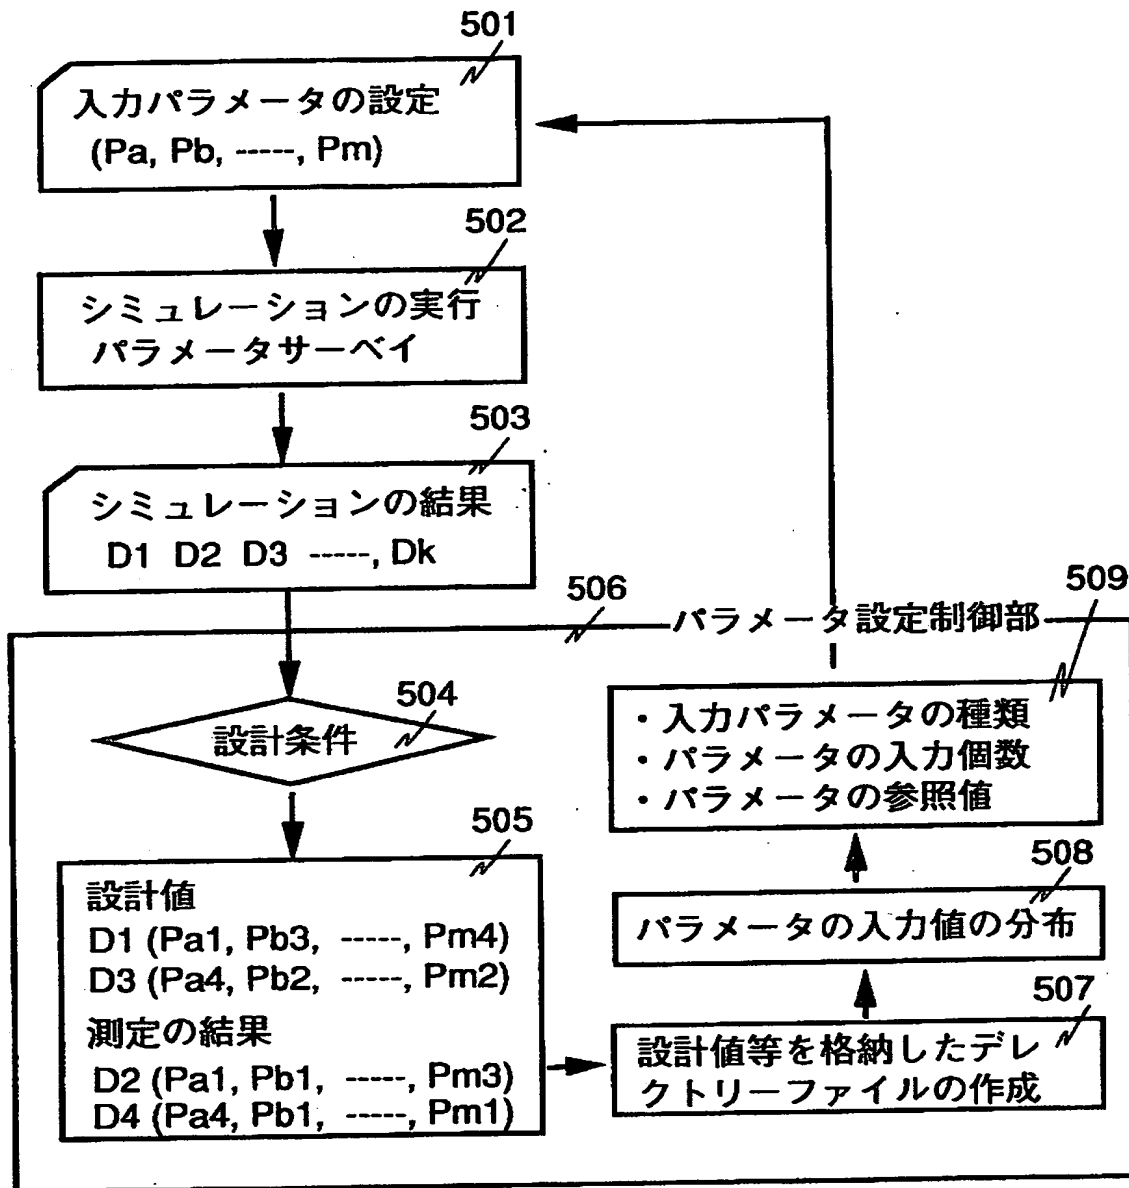 501
入力パラメータの設定
(Pa, Pb, -----, Pm)
502
シミュレーションの実行
パラメータサーベイ
503
シミュレーションの結果
D1 D2 D3 -----, Dk
506
パラメータ設定制御部
504
設計条件
505
設計値
D1 (Pa1, Pb3, -----, Pm4)
D3 (Pa4, Pb2, -----, Pm2)
測定の結果
D2 (Pa1, Pb1, -----, Pm3)
D4 (Pa4, Pb1, -----, Pm1)
509
・入力パラメータの種類
・パラメータの入力個数
・パラメータの参照値
508
パラメータの入力値の分布
507
設計値等を格納したデレ
クトリーファイルの作成